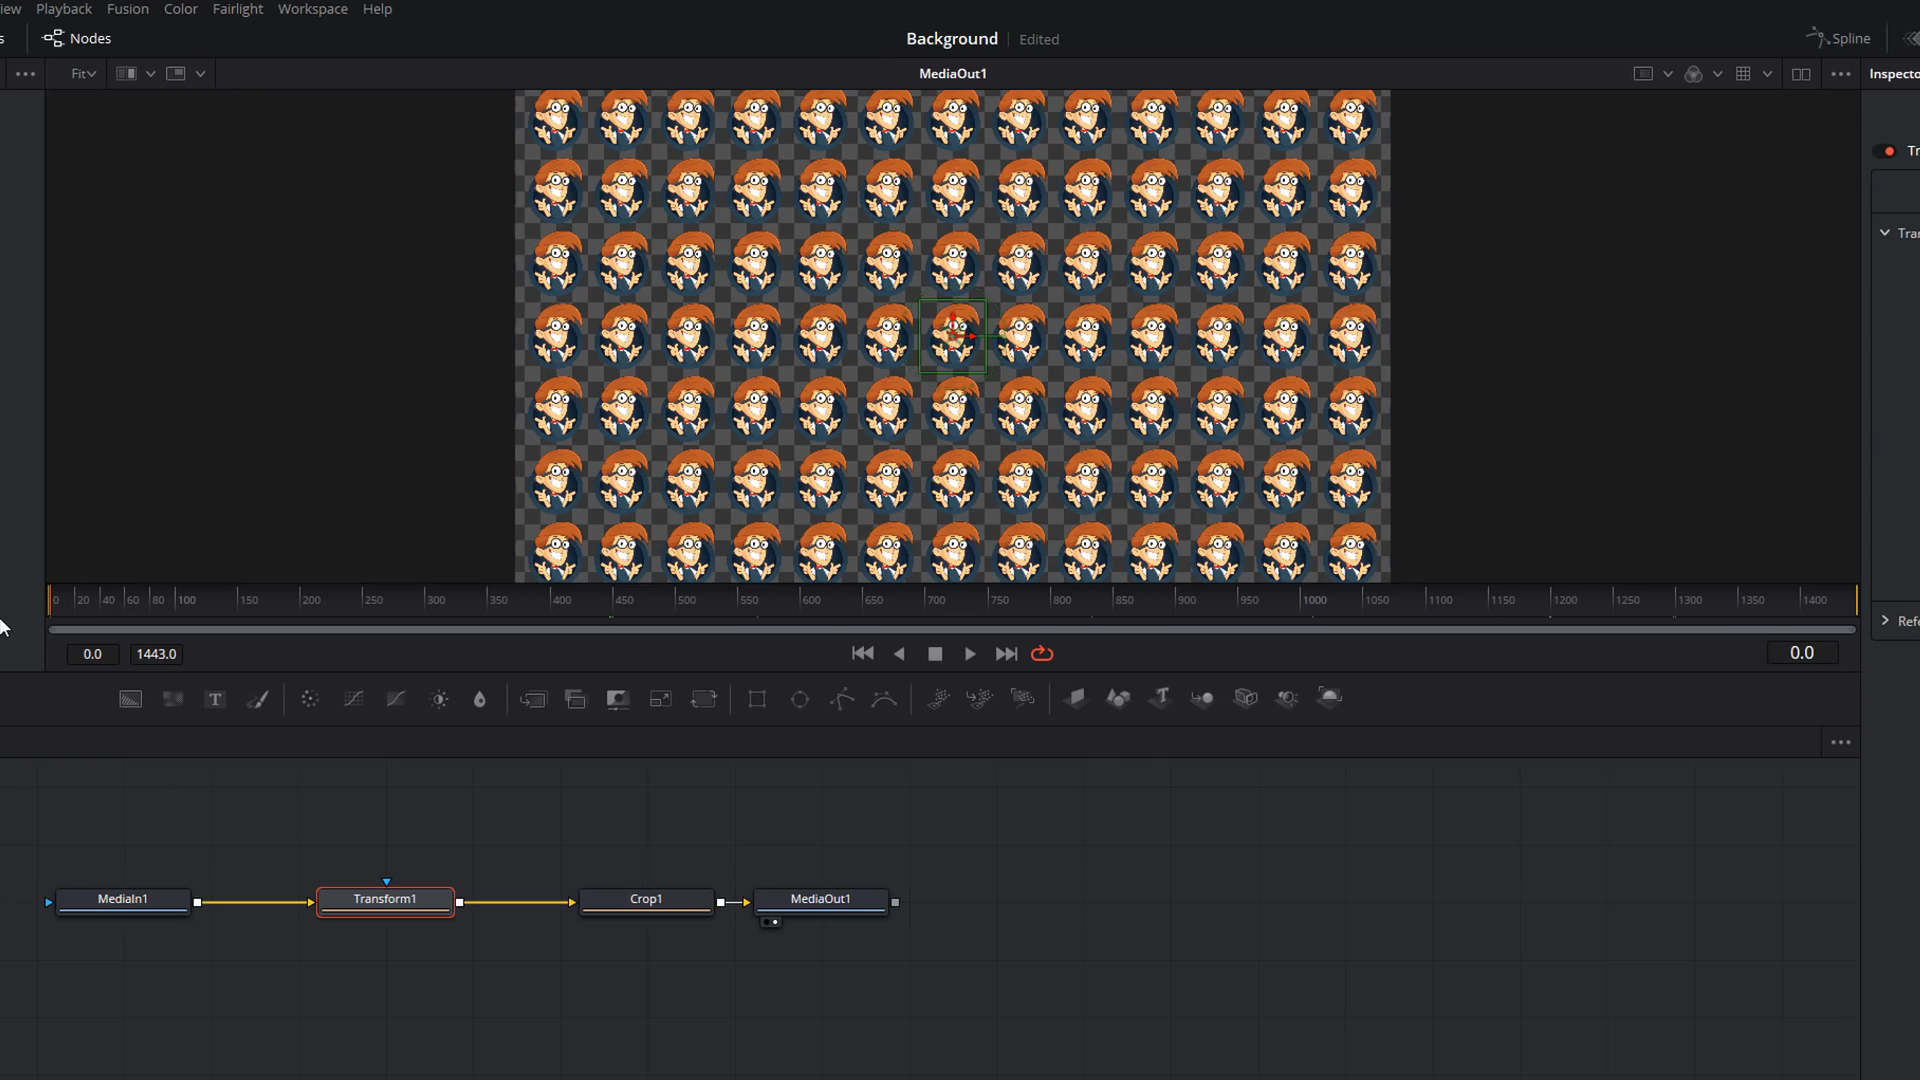 iew Playback Fusion Color Fairlight Workspace Help
s Nodes Background Edited Spline
Fit MediaOut1 Inspecto
Tr
Tra
0 20 40 60 80 100 150 200 250 300 350 400 450 500 550 600 650 700 750 800 850 900 950 1000 1050 1100 1150 1200 1250 1300 1350 1400
Refe
0.0 1443.0 0.0
MediaIn1 Transform1 Crop1 MediaOut1